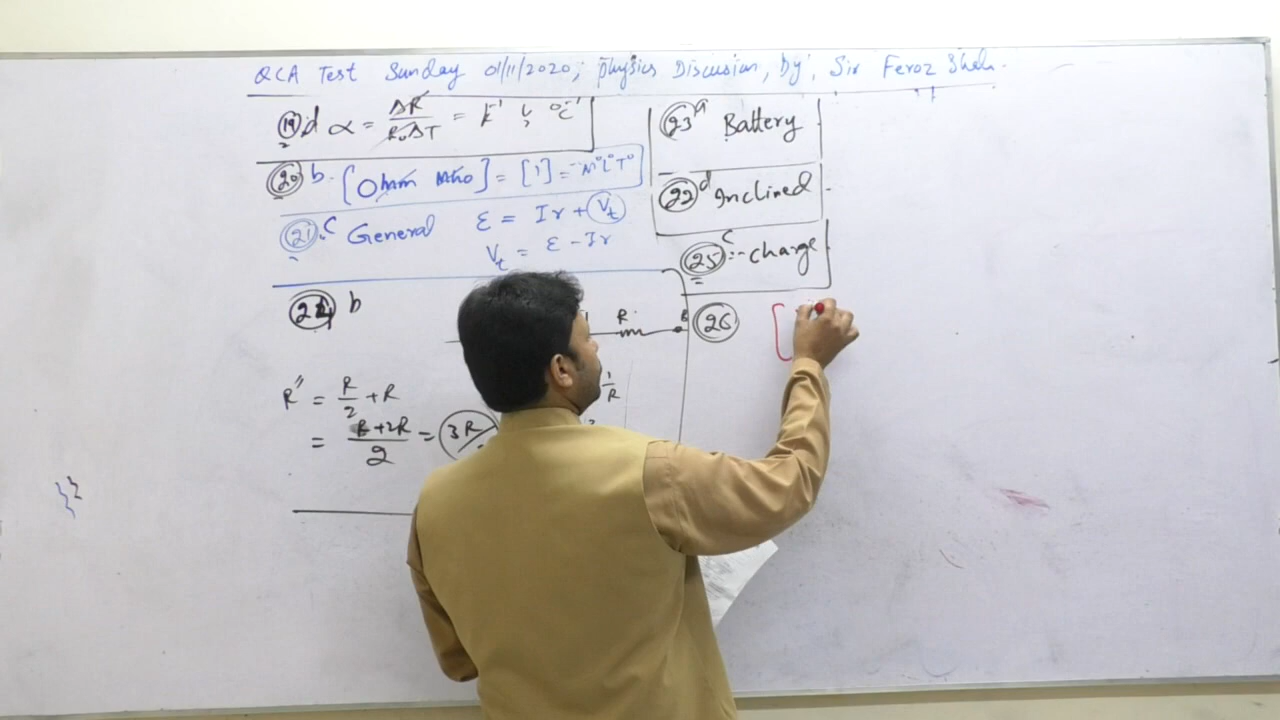 QCA Test Sunday 01/11/2020; Physics Discusion, by, Sir Feroz Shah.
19 d α = ΔR / R₀ΔT = K⁻¹ , °C⁻¹
20 b. [Ohm Mho] = [1] = M°L°T°
21. C General ε = Ir + Vt
Vt = ε - Ir
24 b
R
R" = R/2 + R
= R+2R / 2 = 3R
1/R
23 a Battery
22 d Inclined
25 C :- charge
26 [